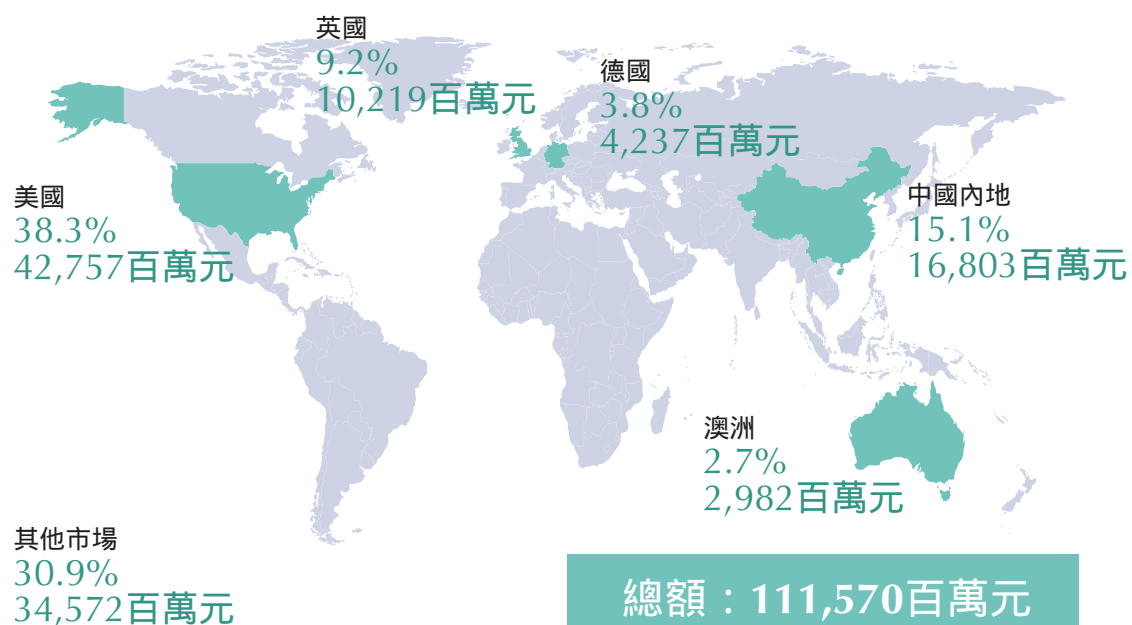 英國
9.2%
10,219百萬元
德國
3.8%
4,237百萬元
美國
38.3%
42,757百萬元
中國內地
15.1%
16,803百萬元
澳洲
2.7%
2,982百萬元
其他市場
30.9%
34,572百萬元
總額：111,570百萬元